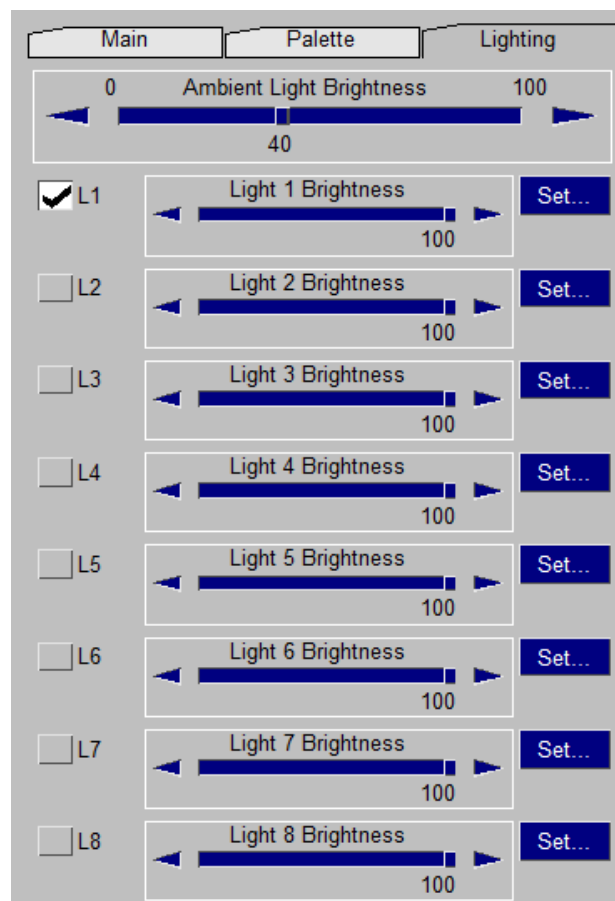 Main Palette Lighting
0 Ambient Light Brightness 100
40
L1 Light 1 Brightness Set...
100
L2 Light 2 Brightness Set...
100
L3 Light 3 Brightness Set...
100
L4 Light 4 Brightness Set...
100
L5 Light 5 Brightness Set...
100
L6 Light 6 Brightness Set...
100
L7 Light 7 Brightness Set...
100
L8 Light 8 Brightness Set...
100